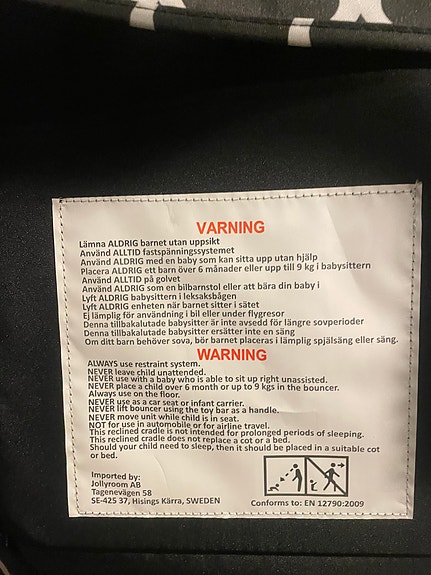 VARNING
Lämna ALDRIG barnet utan uppsikt
Använd ALLTID fastspänningssystemet
Använd ALDRIG med en baby som kan sitta upp utan hjälp
Placera ALDRIG ett barn över 6 månader eller upp till 9 kg i babysittern
Använd ALLTID på golvet
Använd ALDRIG som en bilbarnstol eller att bära din baby i
Lyft ALDRIG babysittern i leksaksbågen
Lyft ALDRIG enheten när barnet sitter i sätet
Ej lämplig för användning i bil eller under flygresor
Denna tillbakalutade babysitter är inte avsedd för längre sovperioder
Denna tillbakalutade babysitter ersätter inte en säng
Om ditt barn behöver sova, bör barnet placeras i lämplig spjälsäng eller säng.
WARNING
ALWAYS use restraint system.
NEVER leave child unattended.
NEVER use with a baby who is able to sit up right unassisted.
NEVER place a child over 6 month or up to 9 kgs in the bouncer.
Always use on the floor.
NEVER use as a car seat or infant carrier.
NEVER lift bouncer using the toy bar as a handle.
NEVER move unit while child is in seat.
NOT for use in automobile or for airline travel.
This reclined cradle is not intended for prolonged periods of sleeping.
This reclined cradle does not replace a cot or a bed.
Should your child need to sleep, then it should be placed in a suitable cot
or bed.
Imported by:
Jollyroom AB
Tagenevägen 58
SE-425 37, Hisings Kärra, SWEDEN
Conforms to: EN 12790:2009